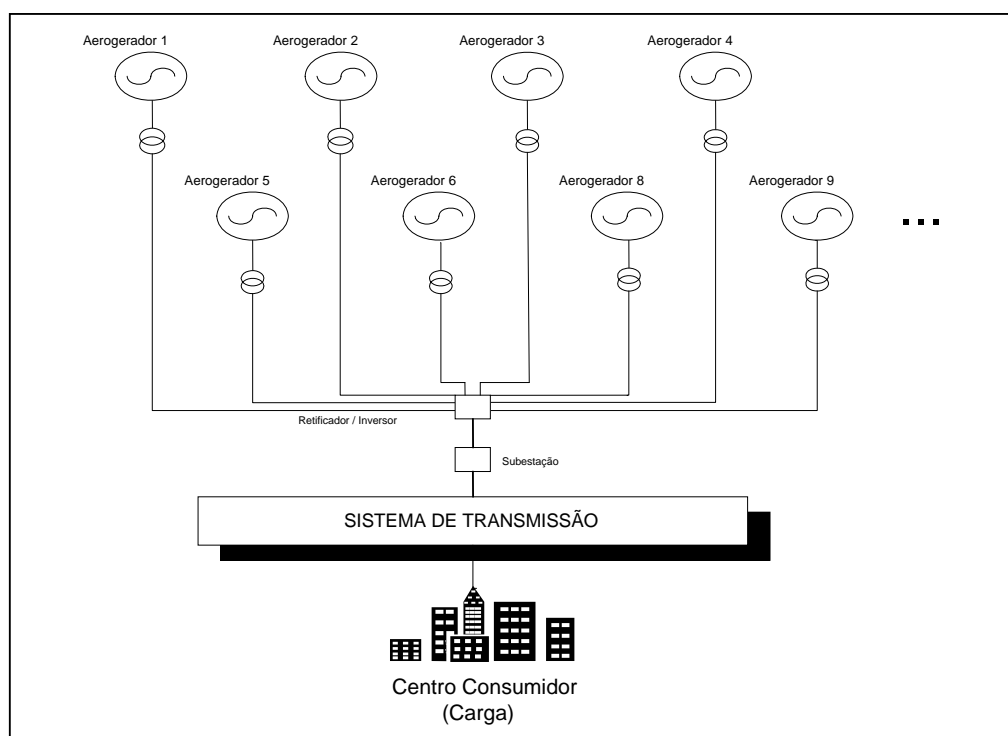 Aerogerador 1
Aerogerador 2
Aerogerador 3
Aerogerador 4
Aerogerador 5
Aerogerador 6
Aerogerador 8
Aerogerador 9
...
Retificador / Inversor
Subestação
SISTEMA DE TRANSMISSÃO
Centro Consumidor
(Carga)